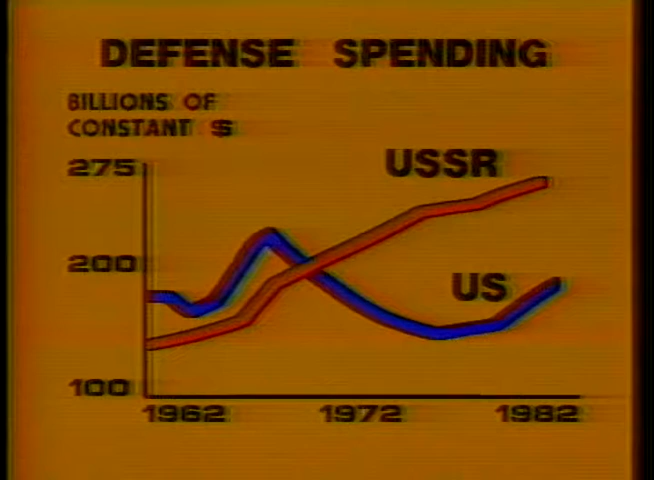 DEFENSE SPENDING
BILLIONS OF
CONSTANT $
275
USSR
200
US
100
1962 1972 1982